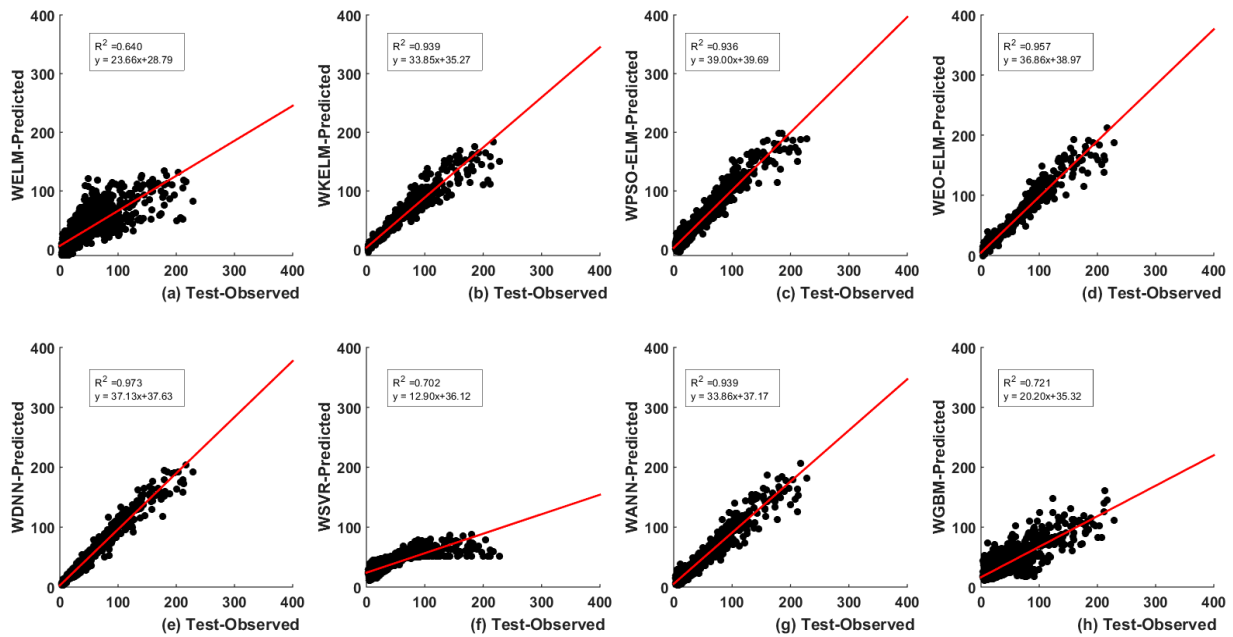 400
300
200
100
0
WELM-Predicted
R² =0.640
y = 23.66x+28.79
0 100 200 300 400
(a) Test-Observed
400
300
200
100
0
WKELM-Predicted
R² =0.939
y = 33.85x+35.27
0 100 200 300 400
(b) Test-Observed
400
300
200
100
0
WPSO-ELM-Predicted
R² =0.936
y = 39.00x+39.69
0 100 200 300 400
(c) Test-Observed
400
300
200
100
0
WEO-ELM-Predicted
R² =0.957
y = 36.86x+38.97
0 100 200 300 400
(d) Test-Observed
400
300
200
100
0
WDNN-Predicted
R² =0.973
y = 37.13x+37.63
0 100 200 300 400
(e) Test-Observed
400
300
200
100
0
WSVR-Predicted
R² =0.702
y = 12.90x+36.12
0 100 200 300 400
(f) Test-Observed
400
300
200
100
0
WANN-Predicted
R² =0.939
y = 33.86x+37.17
0 100 200 300 400
(g) Test-Observed
400
300
200
100
0
WGBM-Predicted
R² =0.721
y = 20.20x+35.32
0 100 200 300 400
(h) Test-Observed